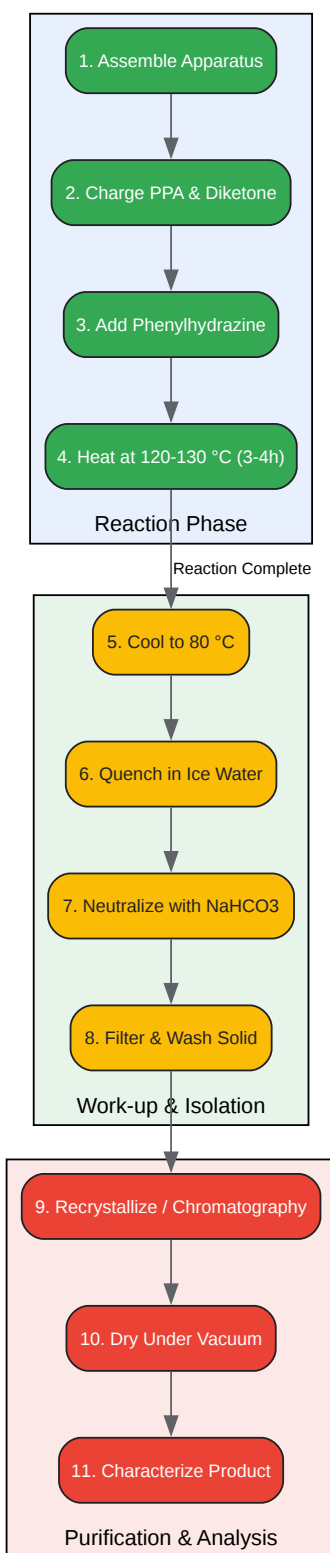 1. Assemble Apparatus
2. Charge PPA & Diketone
3. Add Phenylhydrazine
4. Heat at 120-130 °C (3-4h)
Reaction Phase
Reaction Complete
5. Cool to 80 °C
6. Quench in Ice Water
7. Neutralize with NaHCO3
8. Filter & Wash Solid
Work-up & Isolation
9. Recrystallize / Chromatography
10. Dry Under Vacuum
11. Characterize Product
Purification & Analysis